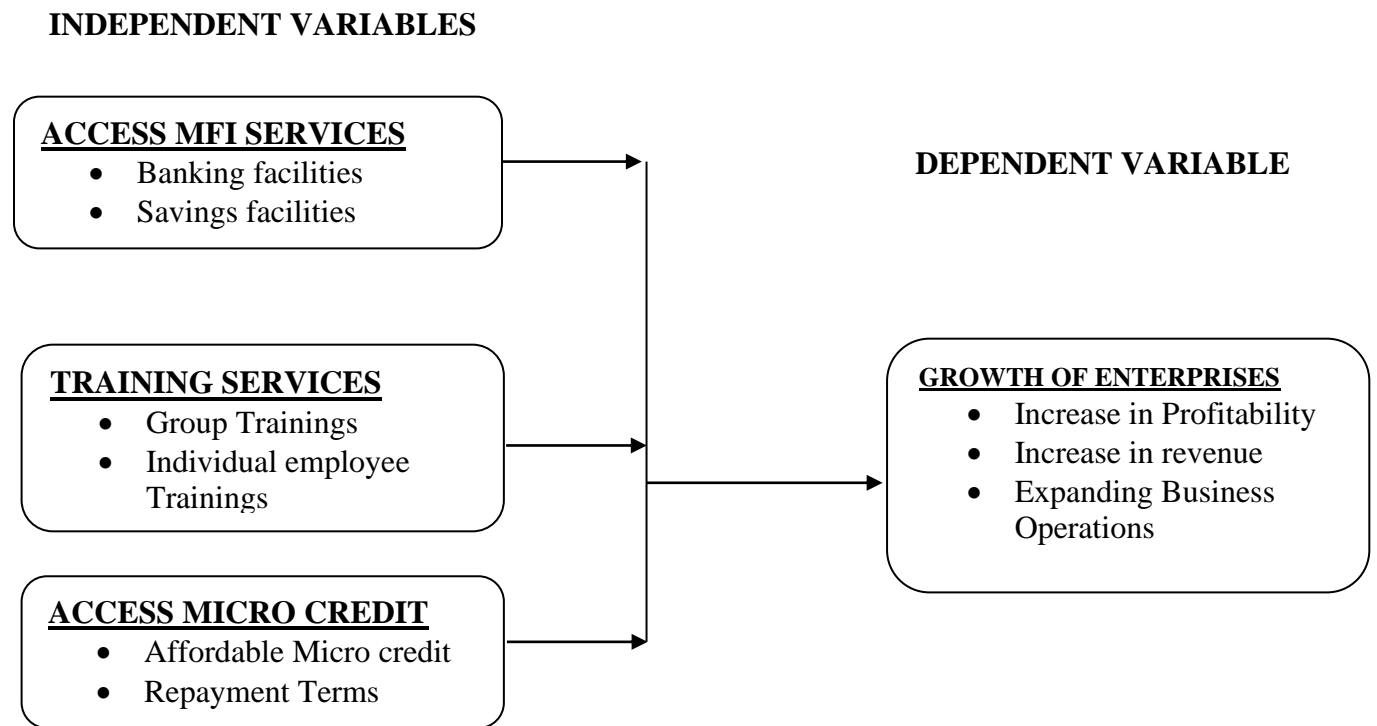 INDEPENDENT VARIABLES
ACCESS MFI SERVICES
• Banking facilities
• Savings facilities
DEPENDENT VARIABLE
TRAINING SERVICES
• Group Trainings
• Individual employee
Trainings
GROWTH OF ENTERPRISES
• Increase in Profitability
• Increase in revenue
• Expanding Business
Operations
ACCESS MICRO CREDIT
• Affordable Micro credit
• Repayment Terms